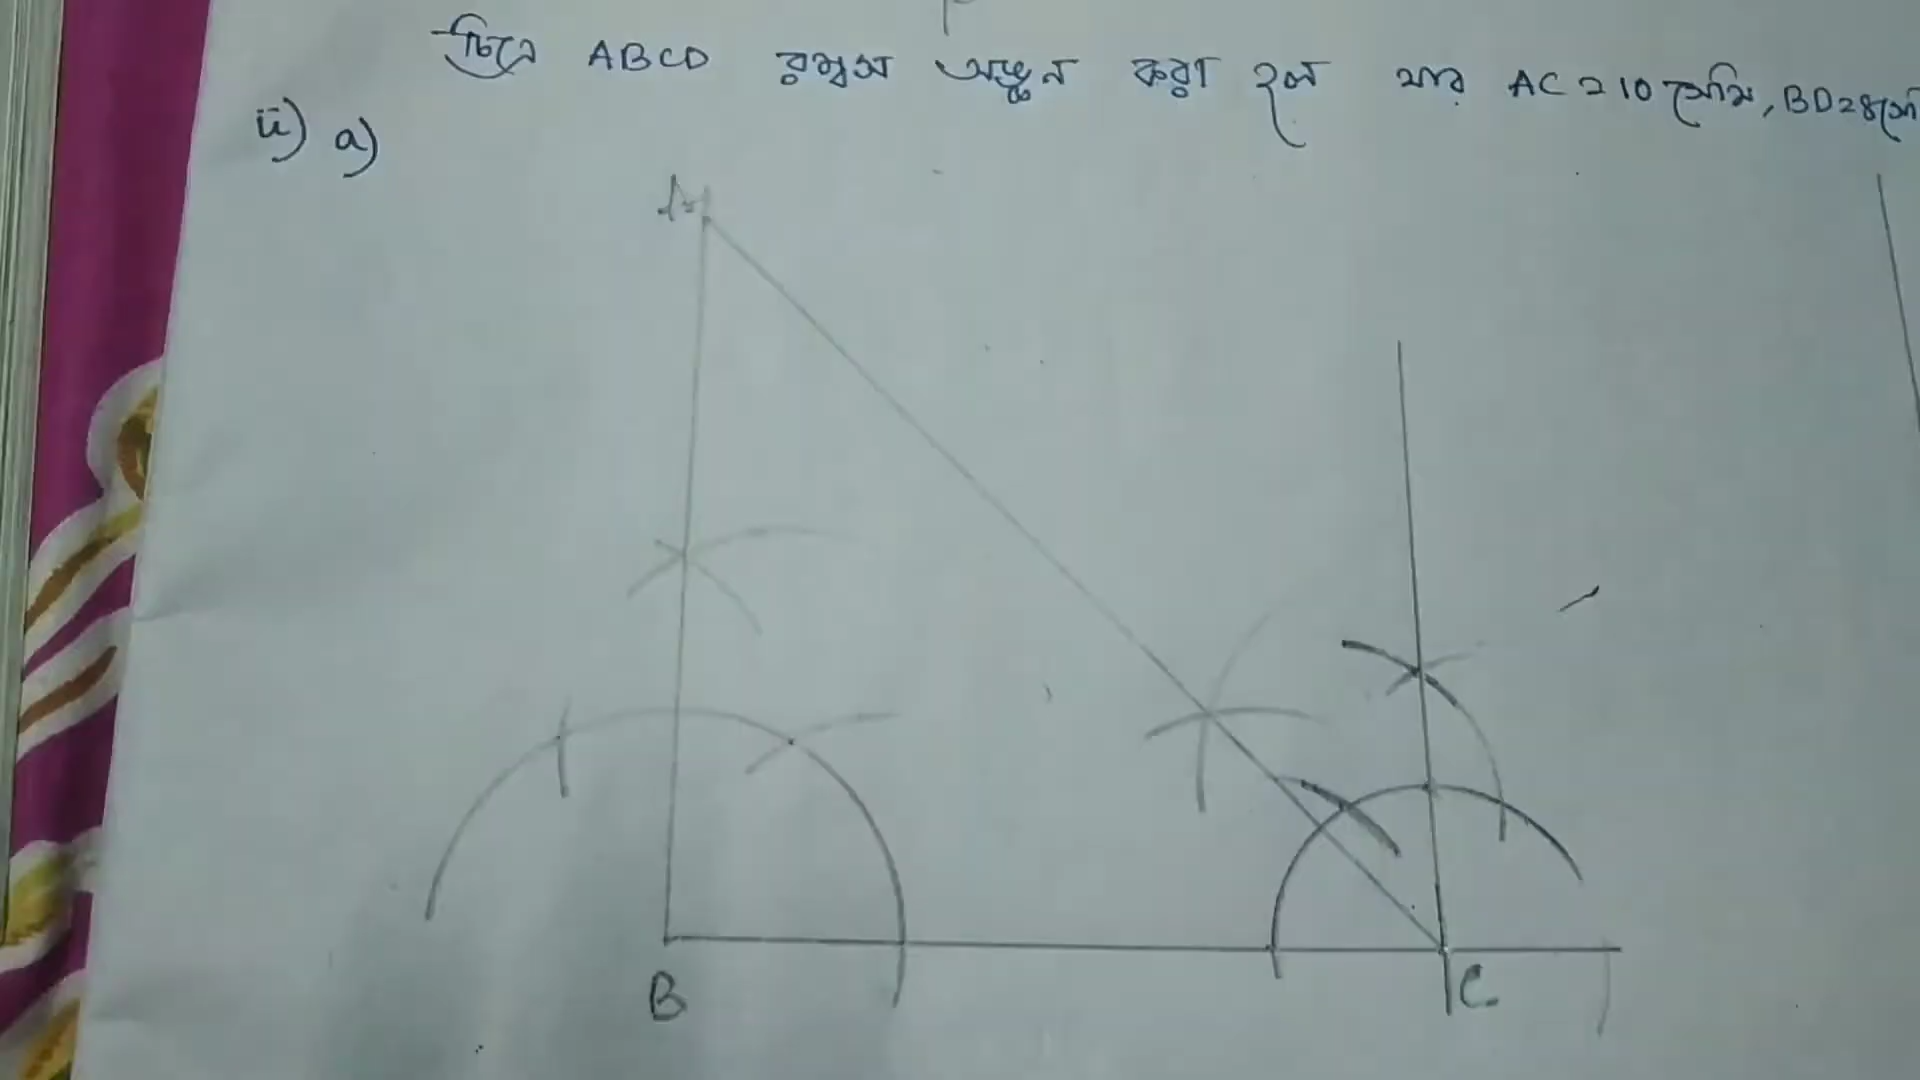 চিত্রে ABCD রম্বস অঙ্কন করা হল যার AC = 10 সেমি, BD = 8 সে
ii) a)
B
C